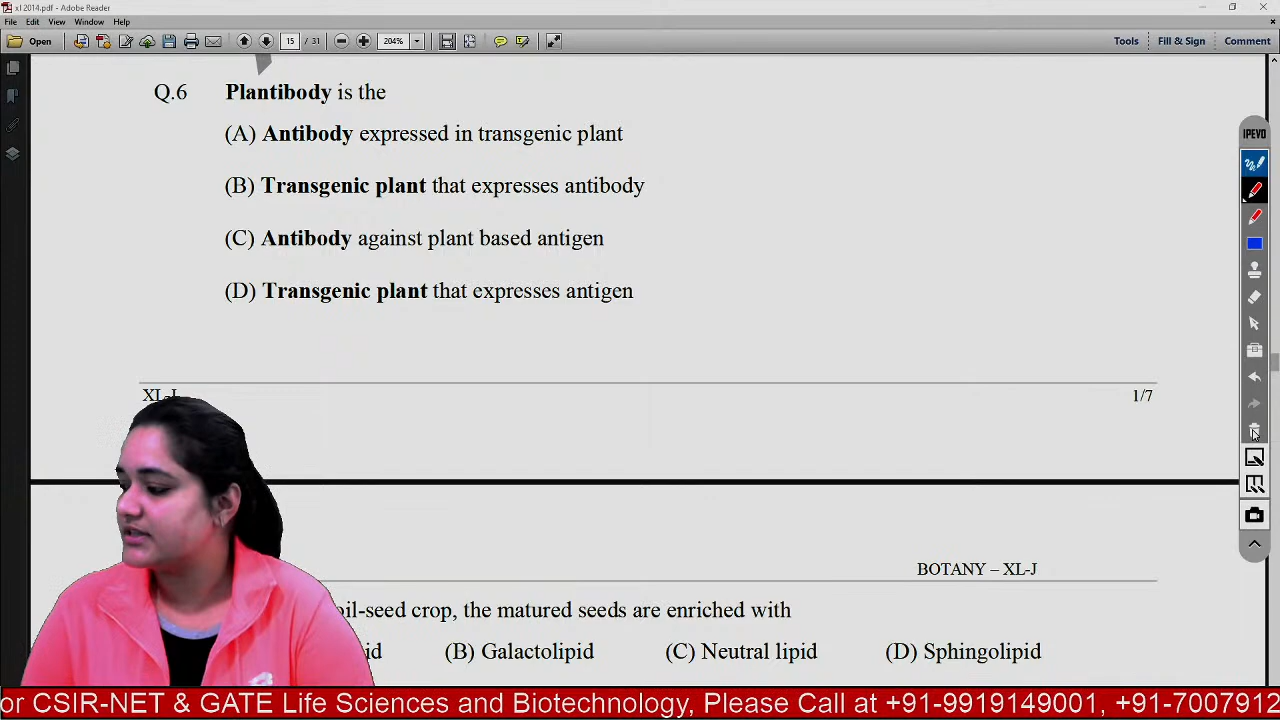 xl 2014.pdf - Adobe Reader
File Edit View Window Help
Open 15 / 31 204% Tools Fill & Sign Comment
Q.6 Plantibody is the
(A) Antibody expressed in transgenic plant
(B) Transgenic plant that expresses antibody
(C) Antibody against plant based antigen
(D) Transgenic plant that expresses antigen
XL-J 1/7
IPEVO
BOTANY – XL-J
oil-seed crop, the matured seeds are enriched with
id (B) Galactolipid (C) Neutral lipid (D) Sphingolipid
or CSIR-NET & GATE Life Sciences and Biotechnology, Please Call at +91-9919149001, +91-7007912